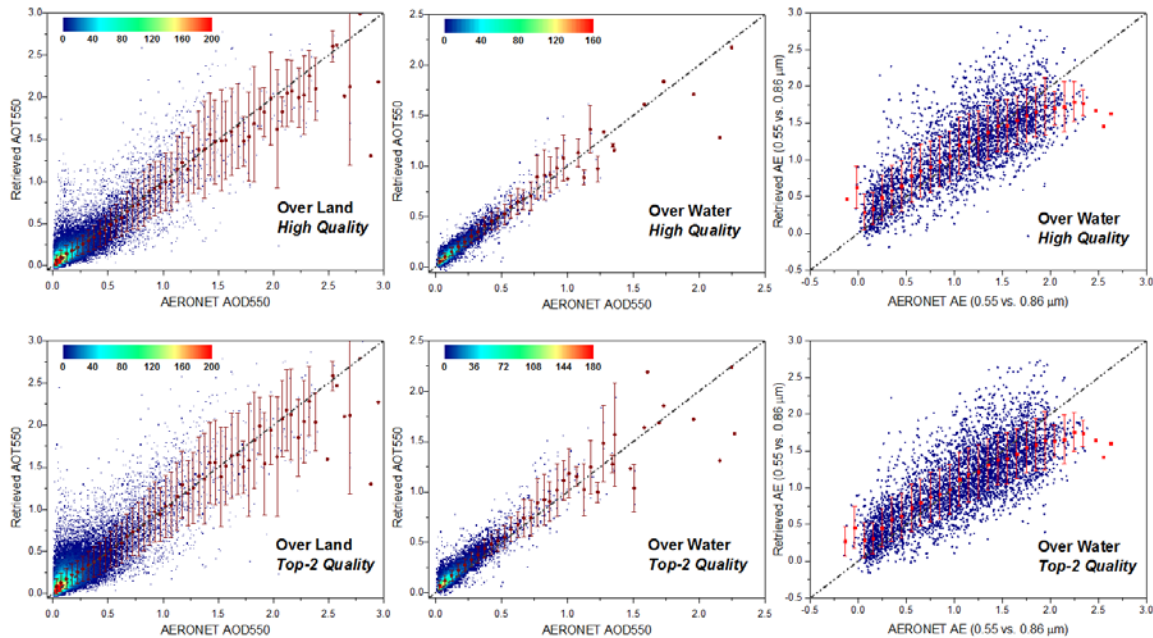 3.0
2.5
2.0
1.5
1.0
0.5
0.0
Retrieved AOT550
0 40 80 120 160 200
Over Land
High Quality
0.0 0.5 1.0 1.5 2.0 2.5 3.0
AERONET AOD550
2.5
2.0
1.5
1.0
0.5
0.0
Retrieved AOT550
0 40 80 120 160
Over Water
High Quality
0.0 0.5 1.0 1.5 2.0 2.5
AERONET AOD550
3.0
2.5
2.0
1.5
1.0
0.5
0.0
-0.5
Retrieved AE (0.55 vs. 0.86 µm)
Over Water
High Quality
-0.5 0.0 0.5 1.0 1.5 2.0 2.5 3.0
AERONET AE (0.55 vs. 0.86 µm)
3.0
2.5
2.0
1.5
1.0
0.5
0.0
Retrieved AOT550
0 40 80 120 160 200
Over Land
Top-2 Quality
0.0 0.5 1.0 1.5 2.0 2.5 3.0
AERONET AOD550
2.5
2.0
1.5
1.0
0.5
0.0
Retrieved AOT550
0 36 72 108 144 180
Over Water
Top-2 Quality
0.0 0.5 1.0 1.5 2.0 2.5
AERONET AOD550
3.0
2.5
2.0
1.5
1.0
0.5
0.0
-0.5
Retrieved AE (0.55 vs. 0.86 µm)
Over Water
Top-2 Quality
-0.5 0.0 0.5 1.0 1.5 2.0 2.5 3.0
AERONET AE (0.55 vs. 0.86 µm)